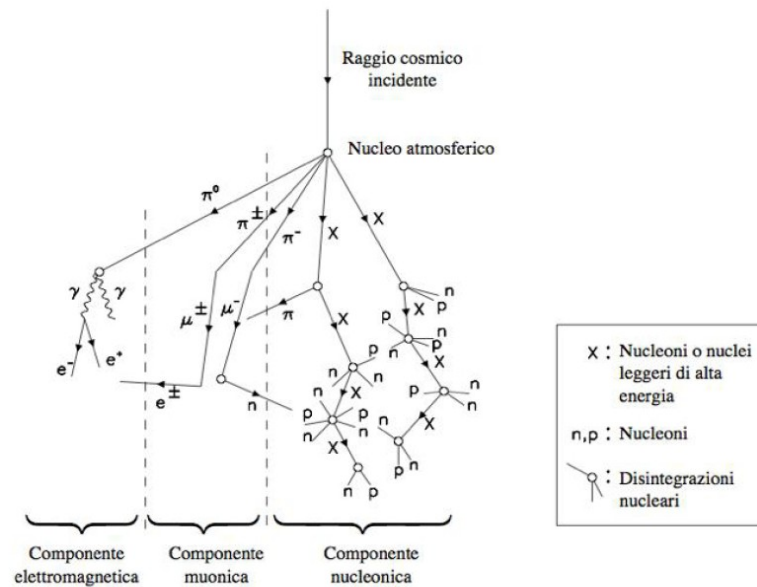 Raggio cosmico
incidente
Nucleo atmosferico
π⁰
π±
π⁻
X
X
γ
γ
μ±
μ⁻
π
X
n
p
X
p
n
n
p
X
e⁻
e⁺
e±
n
n
p
n
X
p
n
n
p
n
p
n
X
n
p
n
X
p
n
n
p
X : Nucleoni o nuclei
leggeri di alta
energia
n,p : Nucleoni
: Disintegrazioni
nucleari
Componente
elettromagnetica
Componente
muonica
Componente
nucleonica